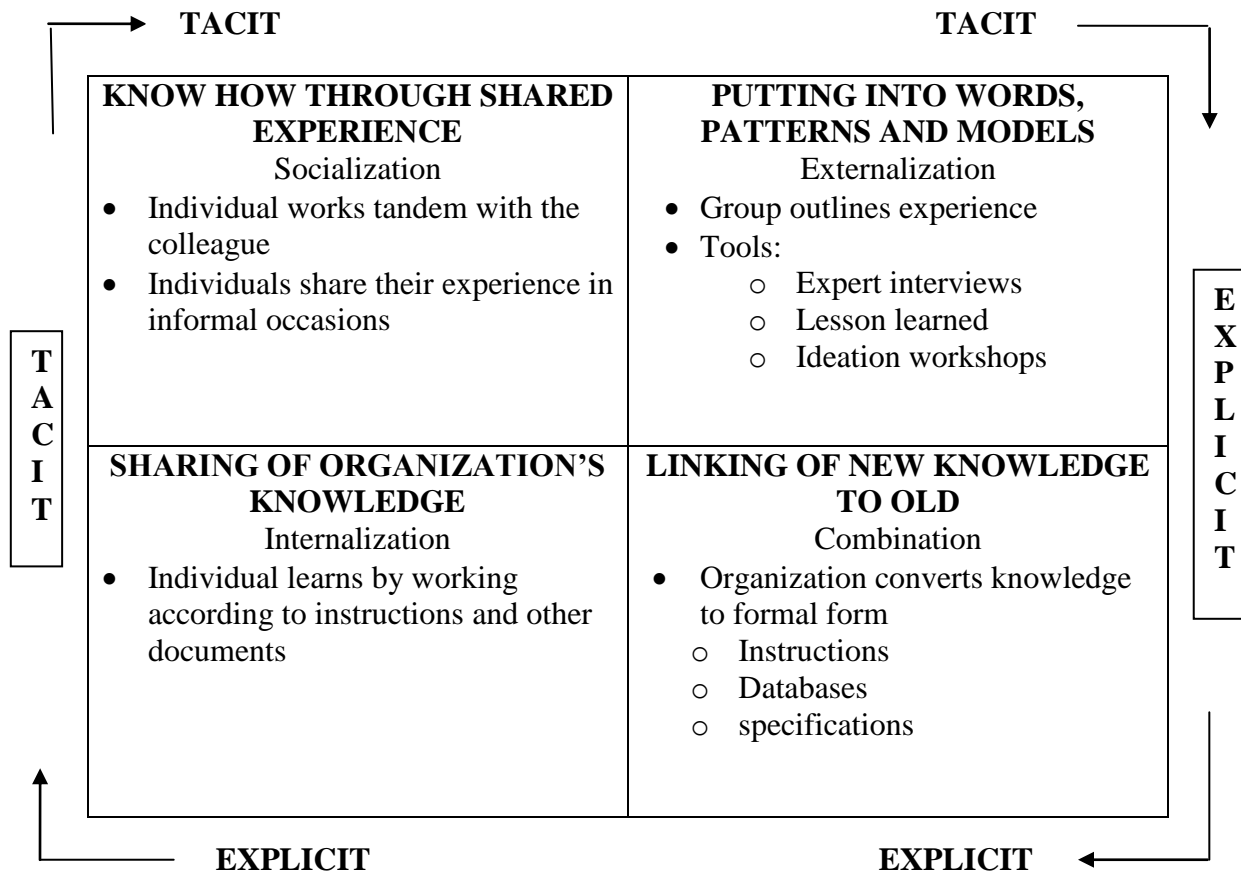 TACIT
TACIT
KNOW HOW THROUGH SHARED
EXPERIENCE
Socialization
• Individual works tandem with the
colleague
• Individuals share their experience in
informal occasions
PUTTING INTO WORDS,
PATTERNS AND MODELS
Externalization
• Group outlines experience
• Tools:
o Expert interviews
o Lesson learned
o Ideation workshops
T
A
C
I
T
E
X
P
L
I
C
I
T
SHARING OF ORGANIZATION’S
KNOWLEDGE
Internalization
• Individual learns by working
according to instructions and other
documents
LINKING OF NEW KNOWLEDGE
TO OLD
Combination
• Organization converts knowledge
to formal form
o Instructions
o Databases
o specifications
EXPLICIT
EXPLICIT